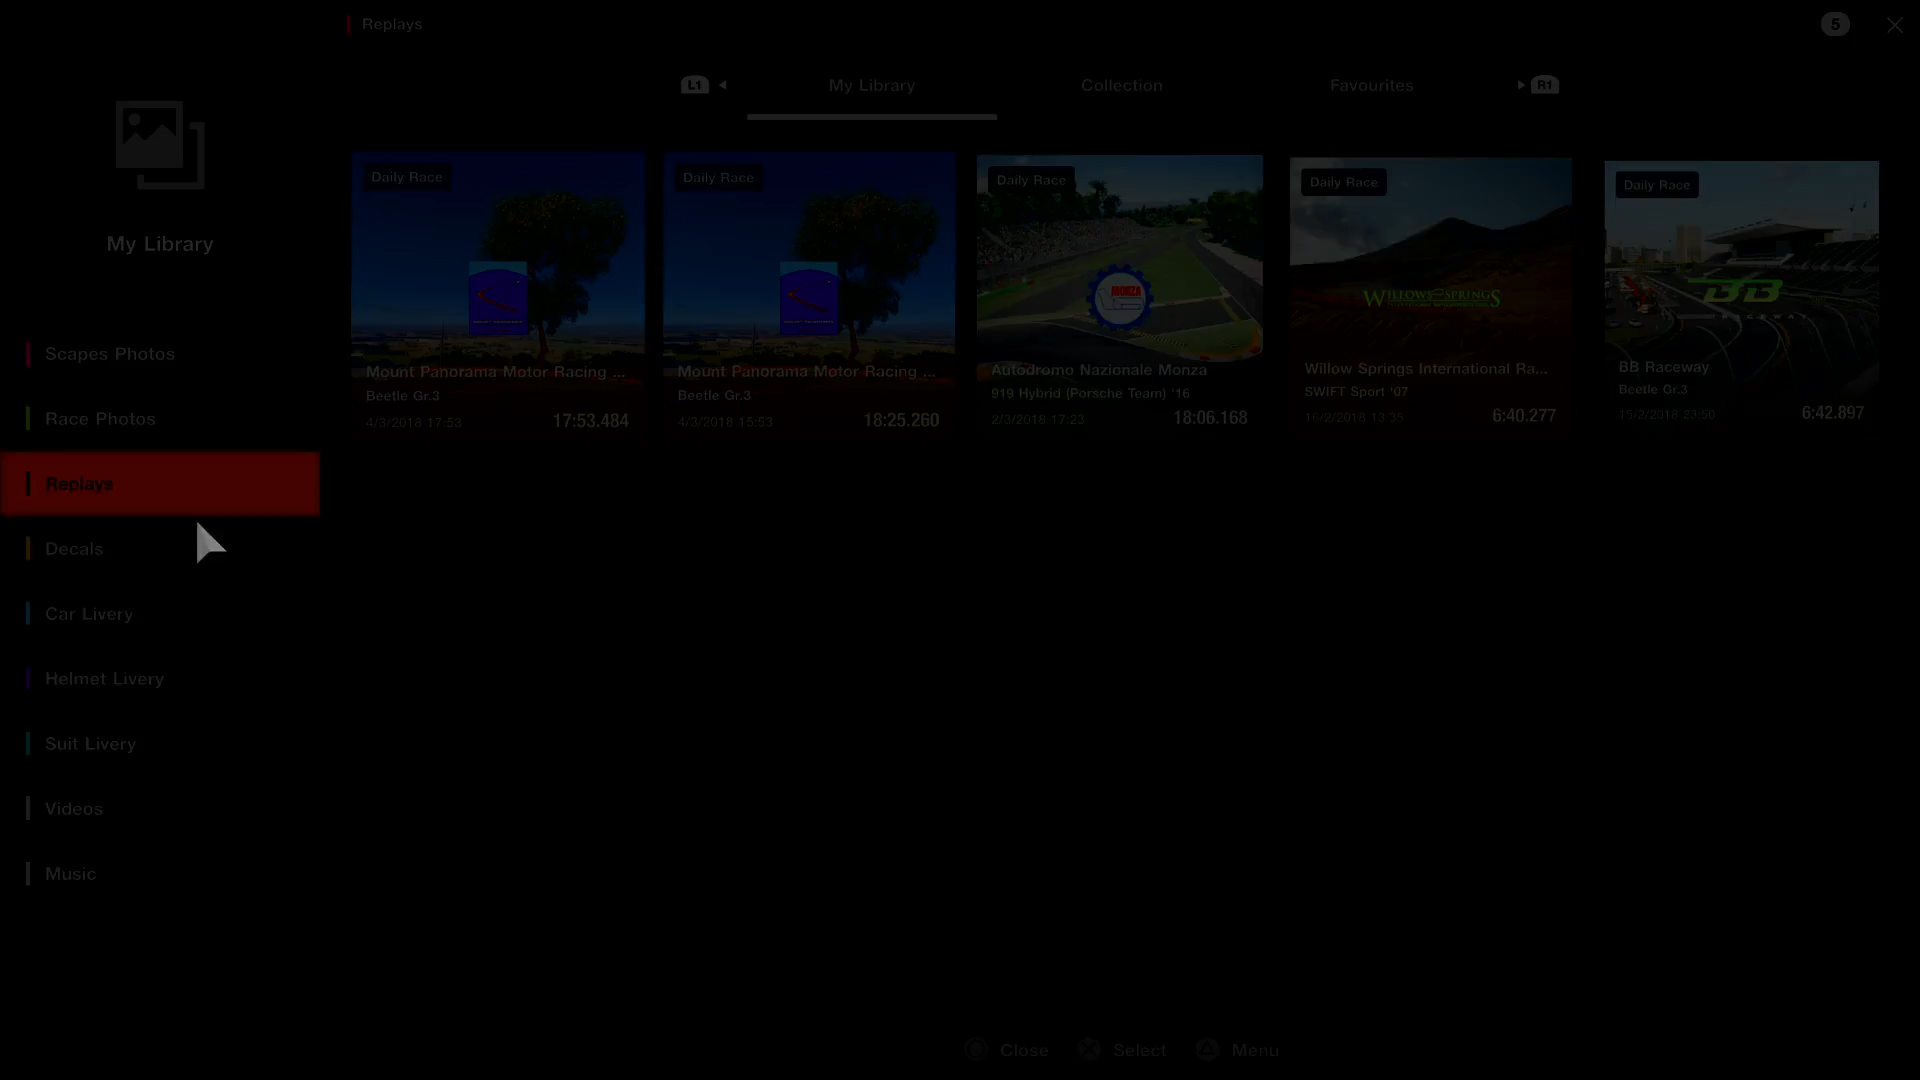 Replays
5
L1
My Library
Collection
Favourites
R1
My Library
Scapes Photos
Race Photos
Replays
Decals
Car Livery
Helmet Livery
Suit Livery
Videos
Music
Daily Race
Mount Panorama Motor Racing ...
Beetle Gr.3
4/3/2018 17:53
17:53.484
Daily Race
Mount Panorama Motor Racing ...
Beetle Gr.3
4/3/2018 15:53
18:25.260
Daily Race
MONZA
Autodromo Nazionale Monza
919 Hybrid (Porsche Team) '16
2/3/2018 17:23
18:06.168
Daily Race
WILLOW SPRINGS
Willow Springs International Ra...
SWIFT Sport '07
16/2/2018 13:35
6:40.277
Daily Race
BB
RACEWAY
BB Raceway
Beetle Gr.3
15/2/2018 23:50
6:42.897
Close
Select
Menu